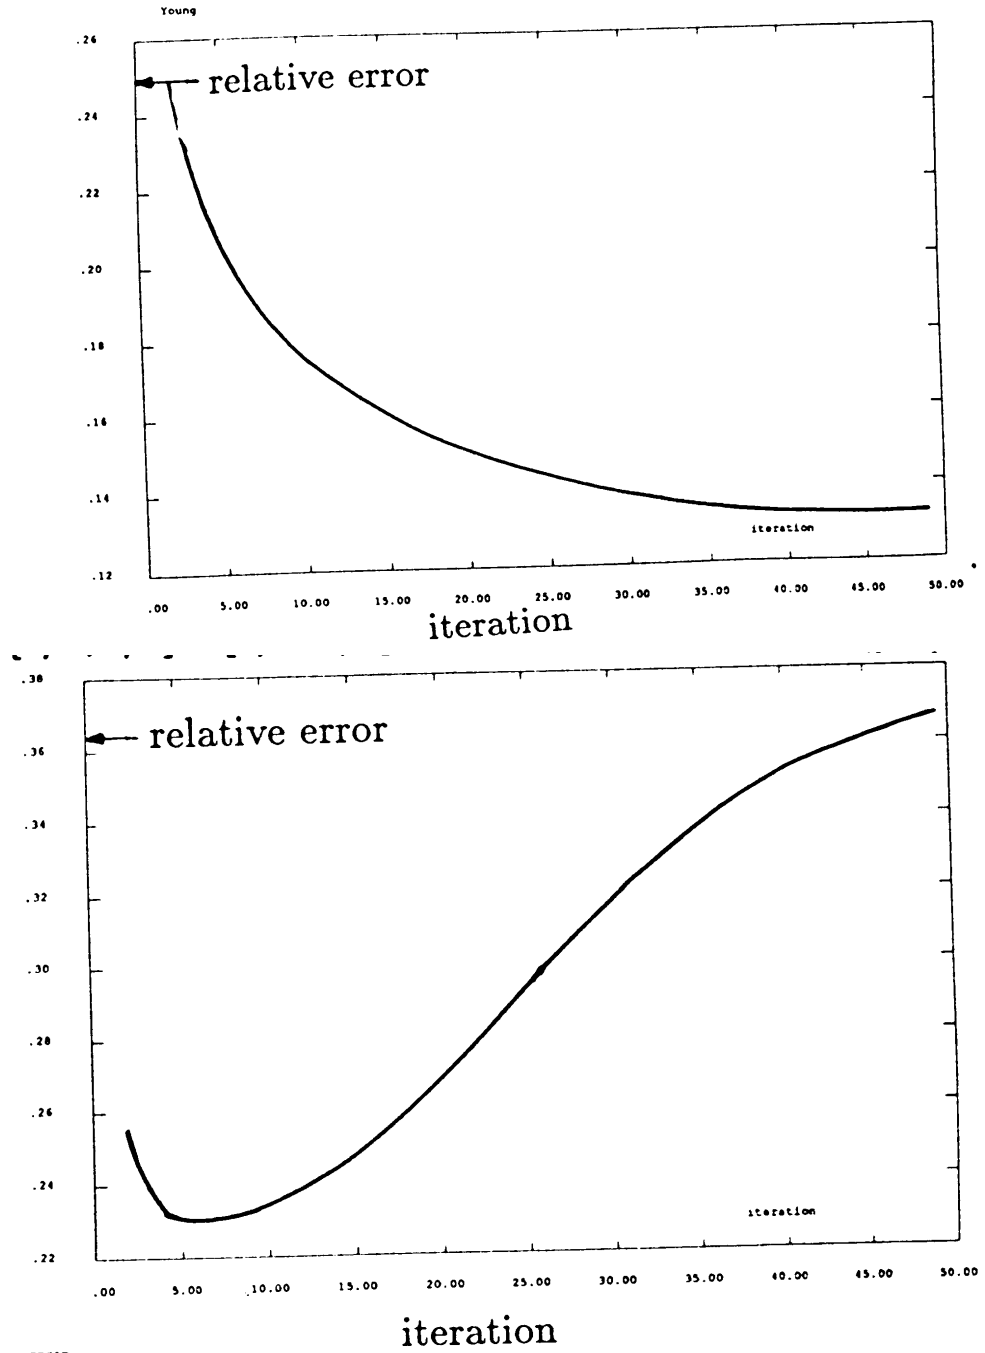 Young
.26
relative error
.24
.22
.20
.18
.16
.14
iteration
.12
.00 5.00 10.00 15.00 20.00 25.00 30.00 35.00 40.00 45.00 50.00
iteration
.38
relative error
.36
.34
.32
.30
.28
.26
.24
iteration
.22
.00 5.00 10.00 15.00 20.00 25.00 30.00 35.00 40.00 45.00 50.00
iteration